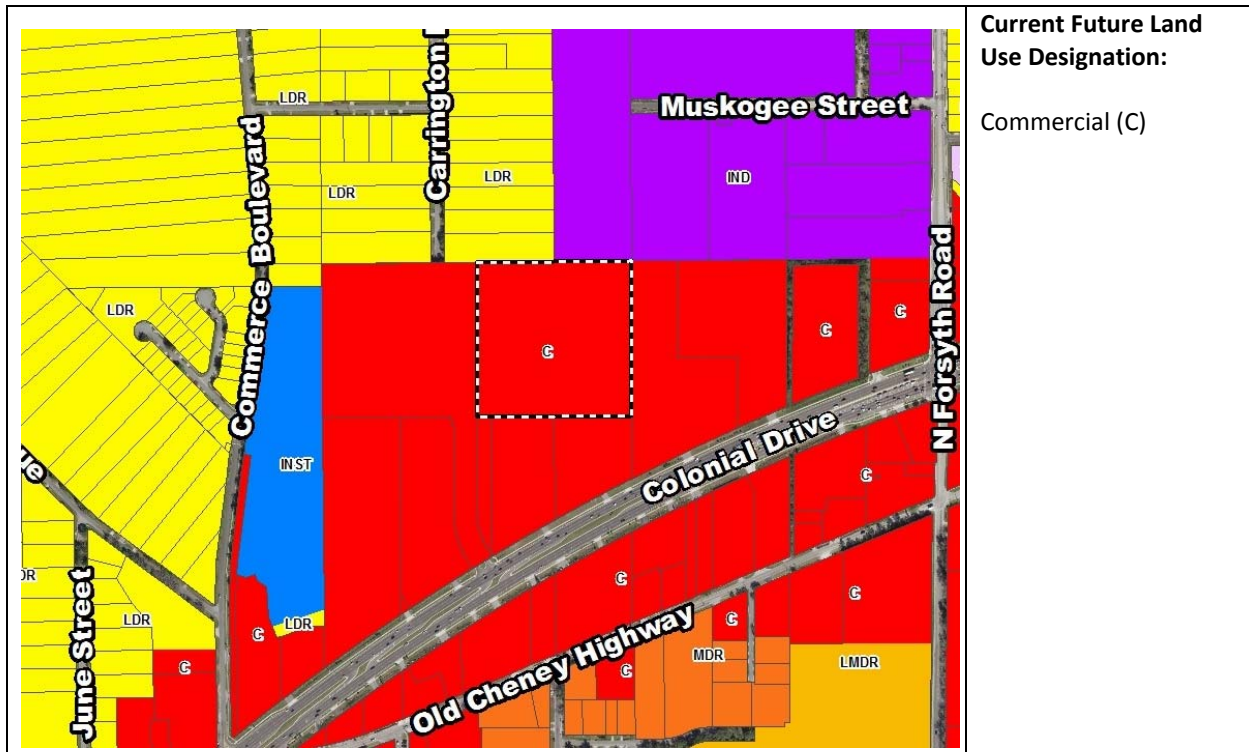 Current Future Land
Use Designation:
Commercial (C)
LDR
Carrington
Muskogee Street
Commerce Boulevard
LDR
LDR
IND
N Forsyth Road
LDR
C
C
C
Colonial Drive
INST
C
C
June Street
LDR
C
LDR
C
C
Old Cheney Highway
C
MDR
LMDR
C